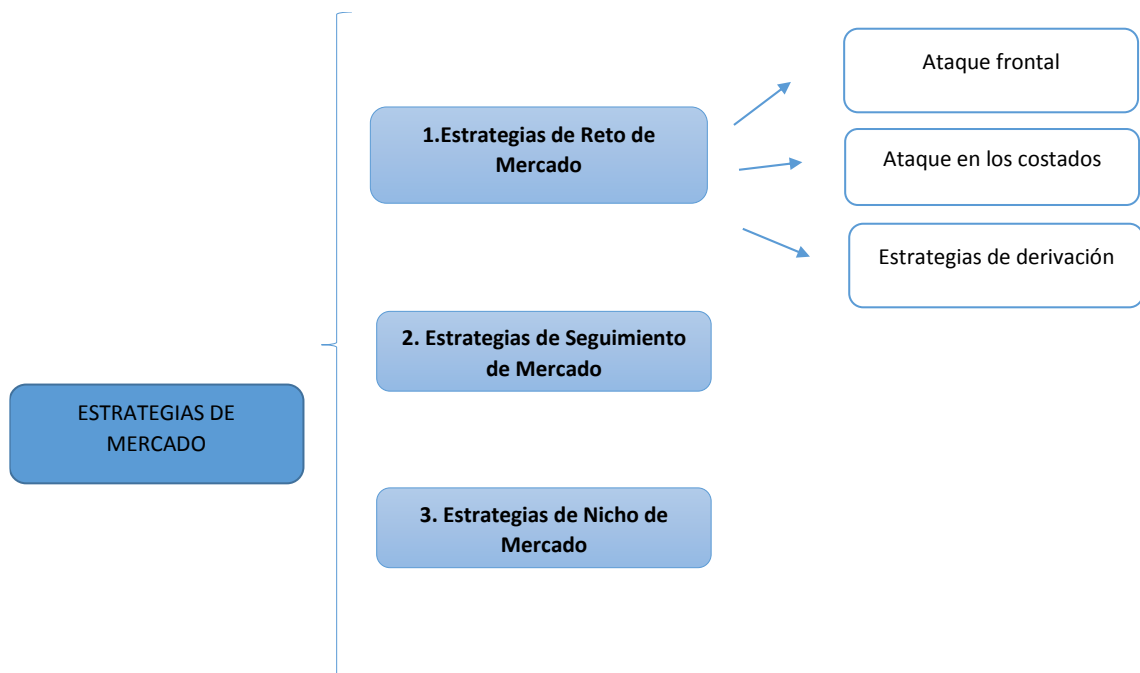 ESTRATEGIAS DE
MERCADO
1.Estrategias de Reto de
Mercado
Ataque frontal
Ataque en los costados
Estrategias de derivación
2. Estrategias de Seguimiento
de Mercado
3. Estrategias de Nicho de
Mercado